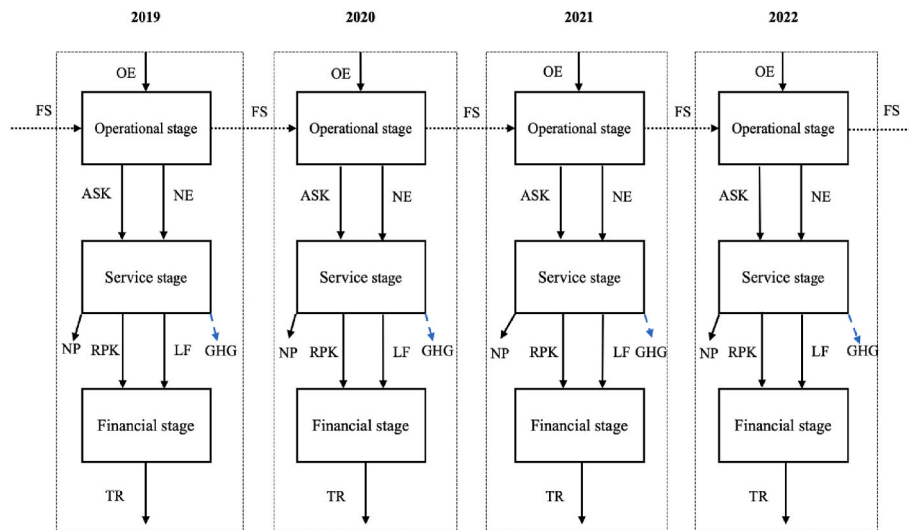 2019 2020 2021 2022
OE OE OE OE
FS FS FS FS FS
Operational stage Operational stage Operational stage Operational stage
ASK NE ASK NE ASK NE ASK NE
Service stage Service stage Service stage Service stage
NP RPK LF GHG NP RPK LF GHG NP RPK LF GHG NP RPK LF GHG
Financial stage Financial stage Financial stage Financial stage
TR TR TR TR